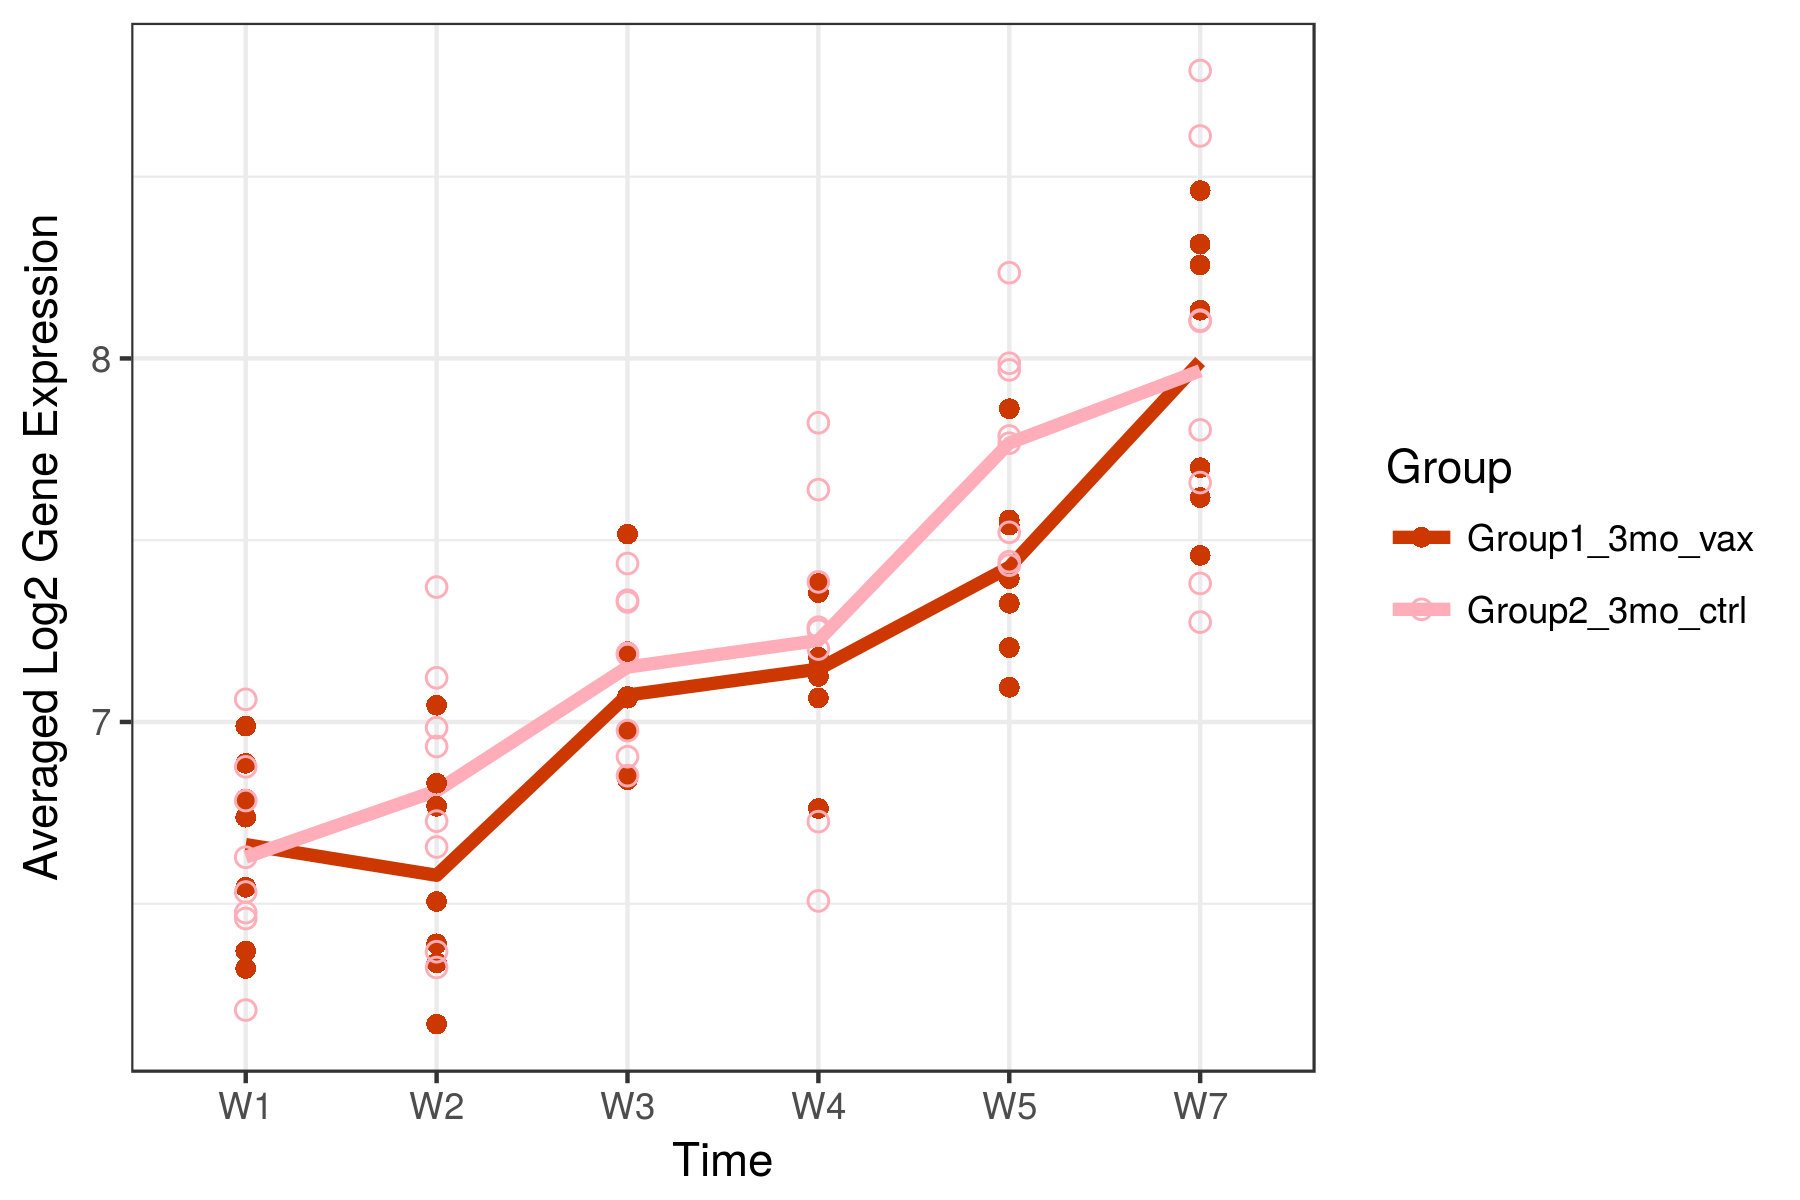 Averaged Log2 Gene Expression
8
7
W1 W2 W3 W4 W5 W7
Time
Group
Group1_3mo_vax
Group2_3mo_ctrl